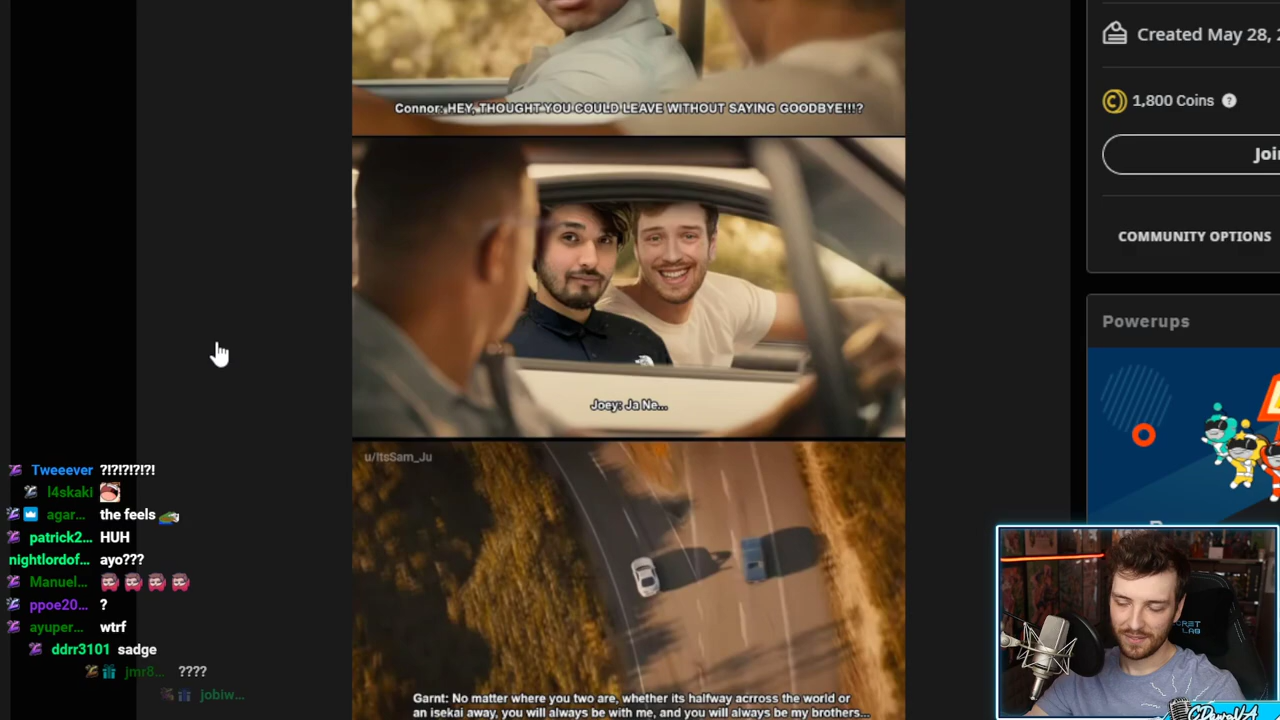 Connor: HEY, THOUGHT YOU COULD LEAVE WITHOUT SAYING GOODBYE!!!?
Joey: Ja Ne...
u/ItsSam_Ju
Garnt: No matter where you two are, whether its halfway acrross the world or
an isekai away, you will always be with me, and you will always be my brothers...
Created May 28,
1,800 Coins ?
Joi
COMMUNITY OPTIONS
Powerups
Tweeever ?!?!?!?!?!
l4skaki
agar... the feels
patrick2... HUH
nightlordof... ayo???
Manuel...
ppoe20... ?
ayuper... wtrf
ddrr3101 sadge
jmr8... ????
jobiw...
LAB